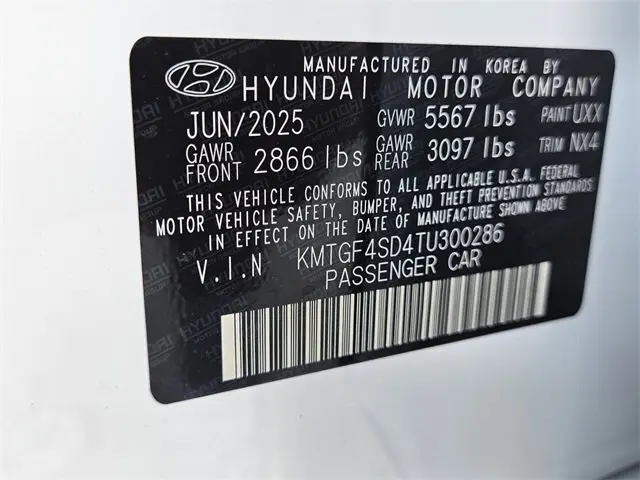 MANUFACTURED IN KOREA BY
HYUNDAI MOTOR COMPANY
JUN/2025 GVWR 5567 lbs PAINT UXX
GAWR FRONT 2866 lbs GAWR REAR 3097 lbs TRIM NX4
THIS VEHICLE CONFORMS TO ALL APPLICABLE U.S.A. FEDERAL
MOTOR VEHICLE SAFETY, BUMPER, AND THEFT PREVENTION STANDARDS
IN EFFECT ON THE DATE OF MANUFACTURE SHOWN ABOVE
V.I.N KMTGF4SD4TU300286
PASSENGER CAR